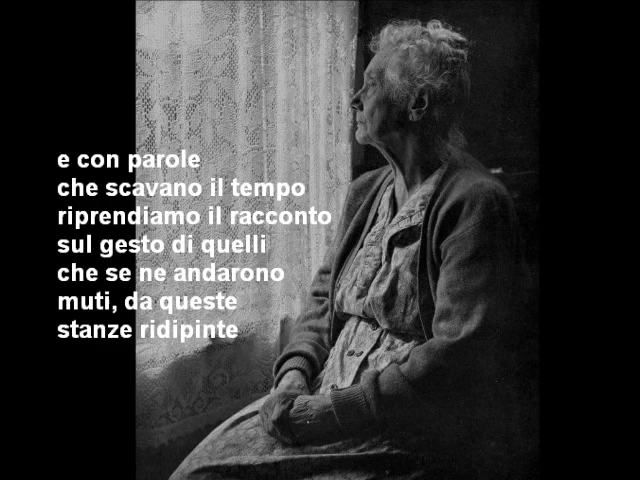 e con parole
che scavano il tempo
riprendiamo il racconto
sul gesto di quelli
che se ne andarono
muti, da queste
stanze ridipinte